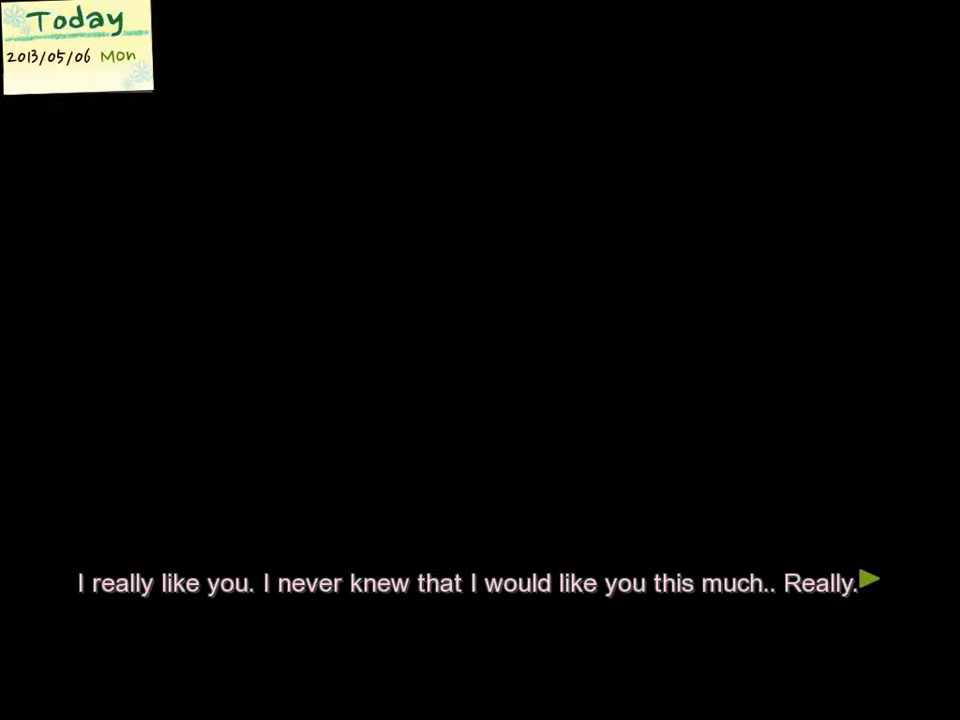 Today
2013/05/06 Mon
I really like you. I never knew that I would like you this much.. Really.